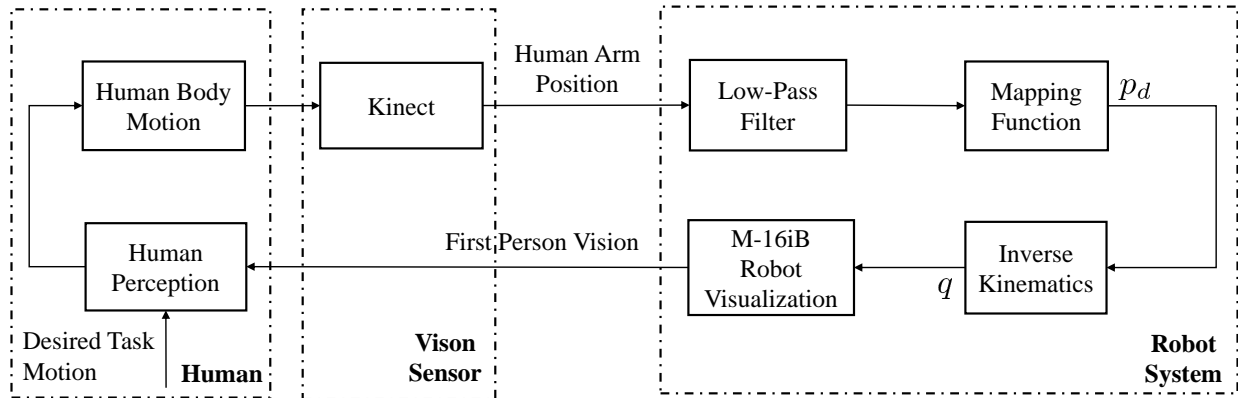 Human Body
Motion
Kinect
Human Arm
Position
Low-Pass
Filter
Mapping
Function
p_d
Human
Perception
First Person Vision
M-16iB
Robot
Visualization
q
Inverse
Kinematics
Desired Task
Motion
Human
Vison
Sensor
Robot
System